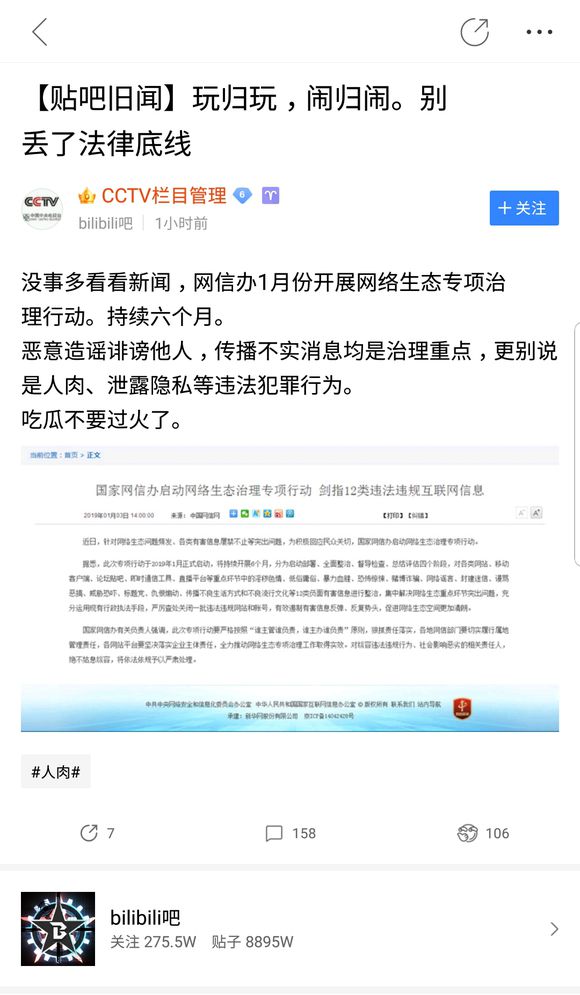 【贴吧旧闻】玩归玩，闹归闹。别
丢了法律底线
CCTV
中国中央电视台
CCTV栏目管理
6
bilibili吧
1小时前
+关注
没事多看看新闻，网信办1月份开展网络生态专项治
理行动。持续六个月。
恶意造谣诽谤他人，传播不实消息均是治理重点，更别说
是人肉、泄露隐私等违法犯罪行为。
吃瓜不要过火了。
当前位置：首页 > 正文
国家网信办启动网络生态治理专项行动 剑指12类违法违规互联网信息
2019年01月03日 14:00:00 来源：中国网信网 【打印】【纠错】
近日，针对网络生态问题频发、各类有害信息屡禁不止等突出问题，为积极回应民众关切，国家网信办启动网络生态治理专项行动。
据悉，此次专项行动于2019年1月正式启动，将持续开展6个月，分为启动部署、全面整治、督导检查、总结评估四个阶段，对各类网站、移动
客户端、论坛贴吧、即时通信工具、直播平台等重点环节中的淫秽色情、低俗庸俗、暴力血腥、恐怖惊悚、赌博诈骗、网络谣言、封建迷信、谩骂
恶搞、威胁恐吓、标题党、仇恨煽动、传播不良生活方式和不良流行文化等12类负面有害信息进行整治，集中解决网络生态重点环节突出问题，充
分运用现有行政执法手段，严厉查处关闭一批违法违规网站和账号，有效遏制有害信息反弹、反复势头，促进网络生态空间更加清朗。
国家网信办有关负责人强调，此次专项行动要严格按照“谁主管谁负责，谁主办谁负责”原则，狠抓责任落实，各地网信部门要切实履行属地
管理责任，各网站平台要坚决落实企业主体责任，全力推动网络生态专项治理工作取得实效。对纵容违法违规行为、社会影响恶劣的相关责任人，
绝不姑息纵容，将依法依规予以严肃处理。
中共中央网络安全和信息化委员会办公室 中华人民共和国国家互联网信息办公室 © 版权所有 联系我们 站内导航
承建：新华网股份有限公司 京ICP备14042428号
#人肉#
7
158
106
bilibili吧
关注 275.5W 贴子 8895W